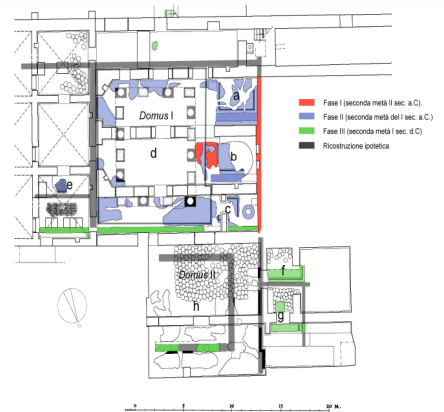 Domus I
a
d
b
e
c
Domus II
f
h
g
Fase I (seconda metà II sec. a.C)
Fase II (seconda metà del I sec. a.C.)
Fase III (seconda metà I sec. d.C)
Ricostruzione ipotetica
0 5 10 15 20 M.